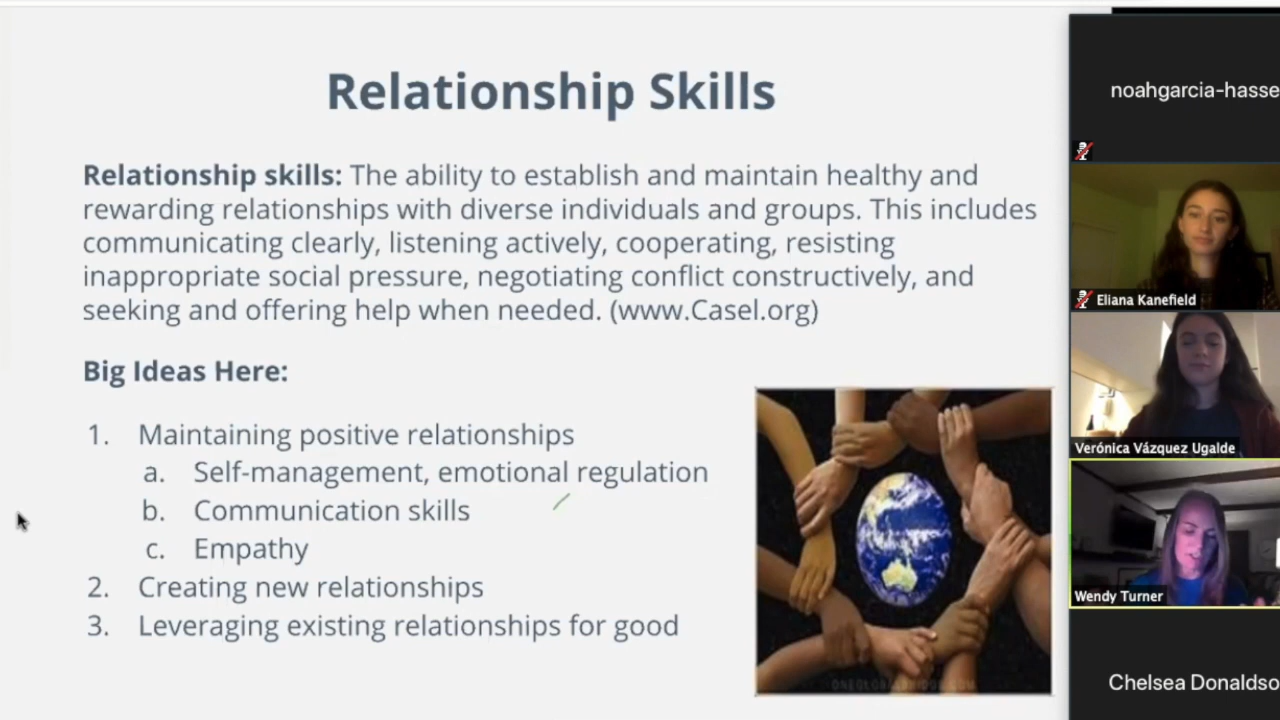 Relationship Skills
Relationship skills: The ability to establish and maintain healthy and
rewarding relationships with diverse individuals and groups. This includes
communicating clearly, listening actively, cooperating, resisting
inappropriate social pressure, negotiating conflict constructively, and
seeking and offering help when needed. (www.Casel.org)
Big Ideas Here:
1. Maintaining positive relationships
a. Self-management, emotional regulation
b. Communication skills
c. Empathy
2. Creating new relationships
3. Leveraging existing relationships for good
noahgarcia-hasse
Eliana Kanefield
Verónica Vázquez Ugalde
Wendy Turner
Chelsea Donaldso